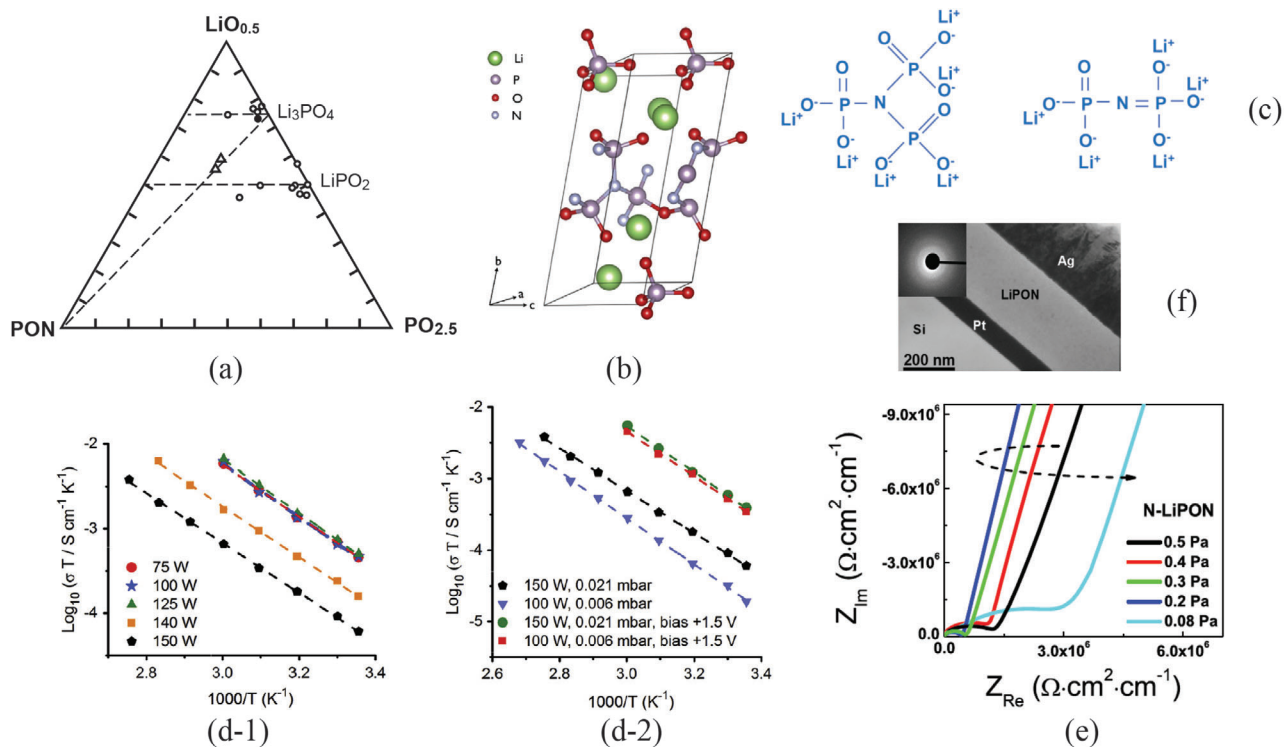 LiO0.5
Li3PO4
LiPO2
PON
PO2.5
(a)
Li
P
O
N
b
a
c
(b)
Li+
Li+
O
O-
P
O-
Li+
O
Li+
O-
P
N
O-
Li+
O
P
O-
O-
Li+
Li+
Li+
O
O-
Li+
O-
P
N
P
O-
Li+
O-
O-
Li+
Li+
(c)
Ag
LiPON
Pt
Si
200 nm
(f)
Log10 (σ T / S cm-1 K-1)
-2
-3
-4
75 W
100 W
125 W
140 W
150 W
2.8 3.0 3.2 3.4
1000/T (K-1)
(d-1)
Log10 (σ T / S cm-1 K-1)
-2
-3
-4
-5
150 W, 0.021 mbar
100 W, 0.006 mbar
150 W, 0.021 mbar, bias +1.5 V
100 W, 0.006 mbar, bias +1.5 V
2.6 2.8 3.0 3.2 3.4
1000/T (K-1)
(d-2)
ZIm (Ω·cm2·cm-1)
-9.0x106
-6.0x106
-3.0x106
0.0
N-LiPON
0.5 Pa
0.4 Pa
0.3 Pa
0.2 Pa
0.08 Pa
0.0 3.0x106 6.0x106
ZRe (Ω·cm2·cm-1)
(e)